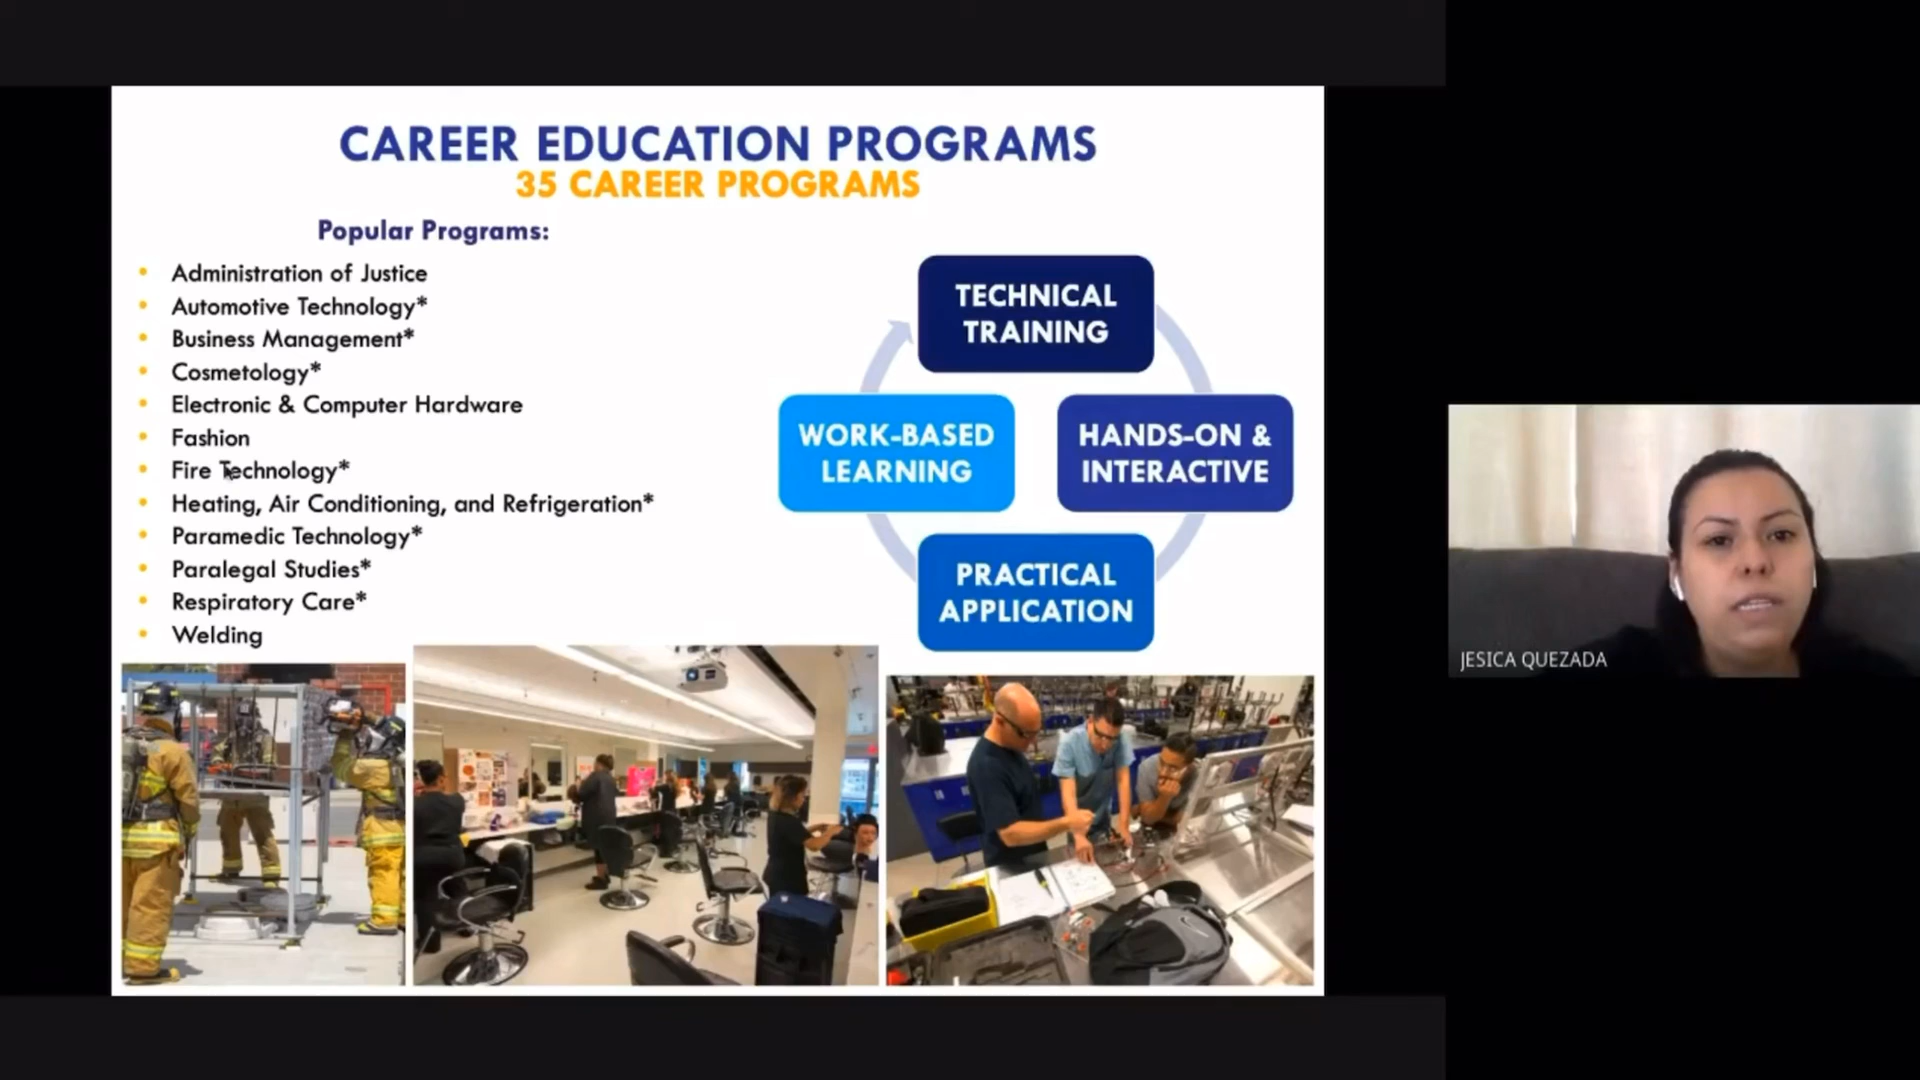 CAREER EDUCATION PROGRAMS
35 CAREER PROGRAMS
Popular Programs:
• Administration of Justice
• Automotive Technology*
• Business Management*
• Cosmetology*
• Electronic & Computer Hardware
• Fashion
• Fire Technology*
• Heating, Air Conditioning, and Refrigeration*
• Paramedic Technology*
• Paralegal Studies*
• Respiratory Care*
• Welding
TECHNICAL
TRAINING
WORK-BASED
LEARNING
HANDS-ON &
INTERACTIVE
PRACTICAL
APPLICATION
JESICA QUEZADA